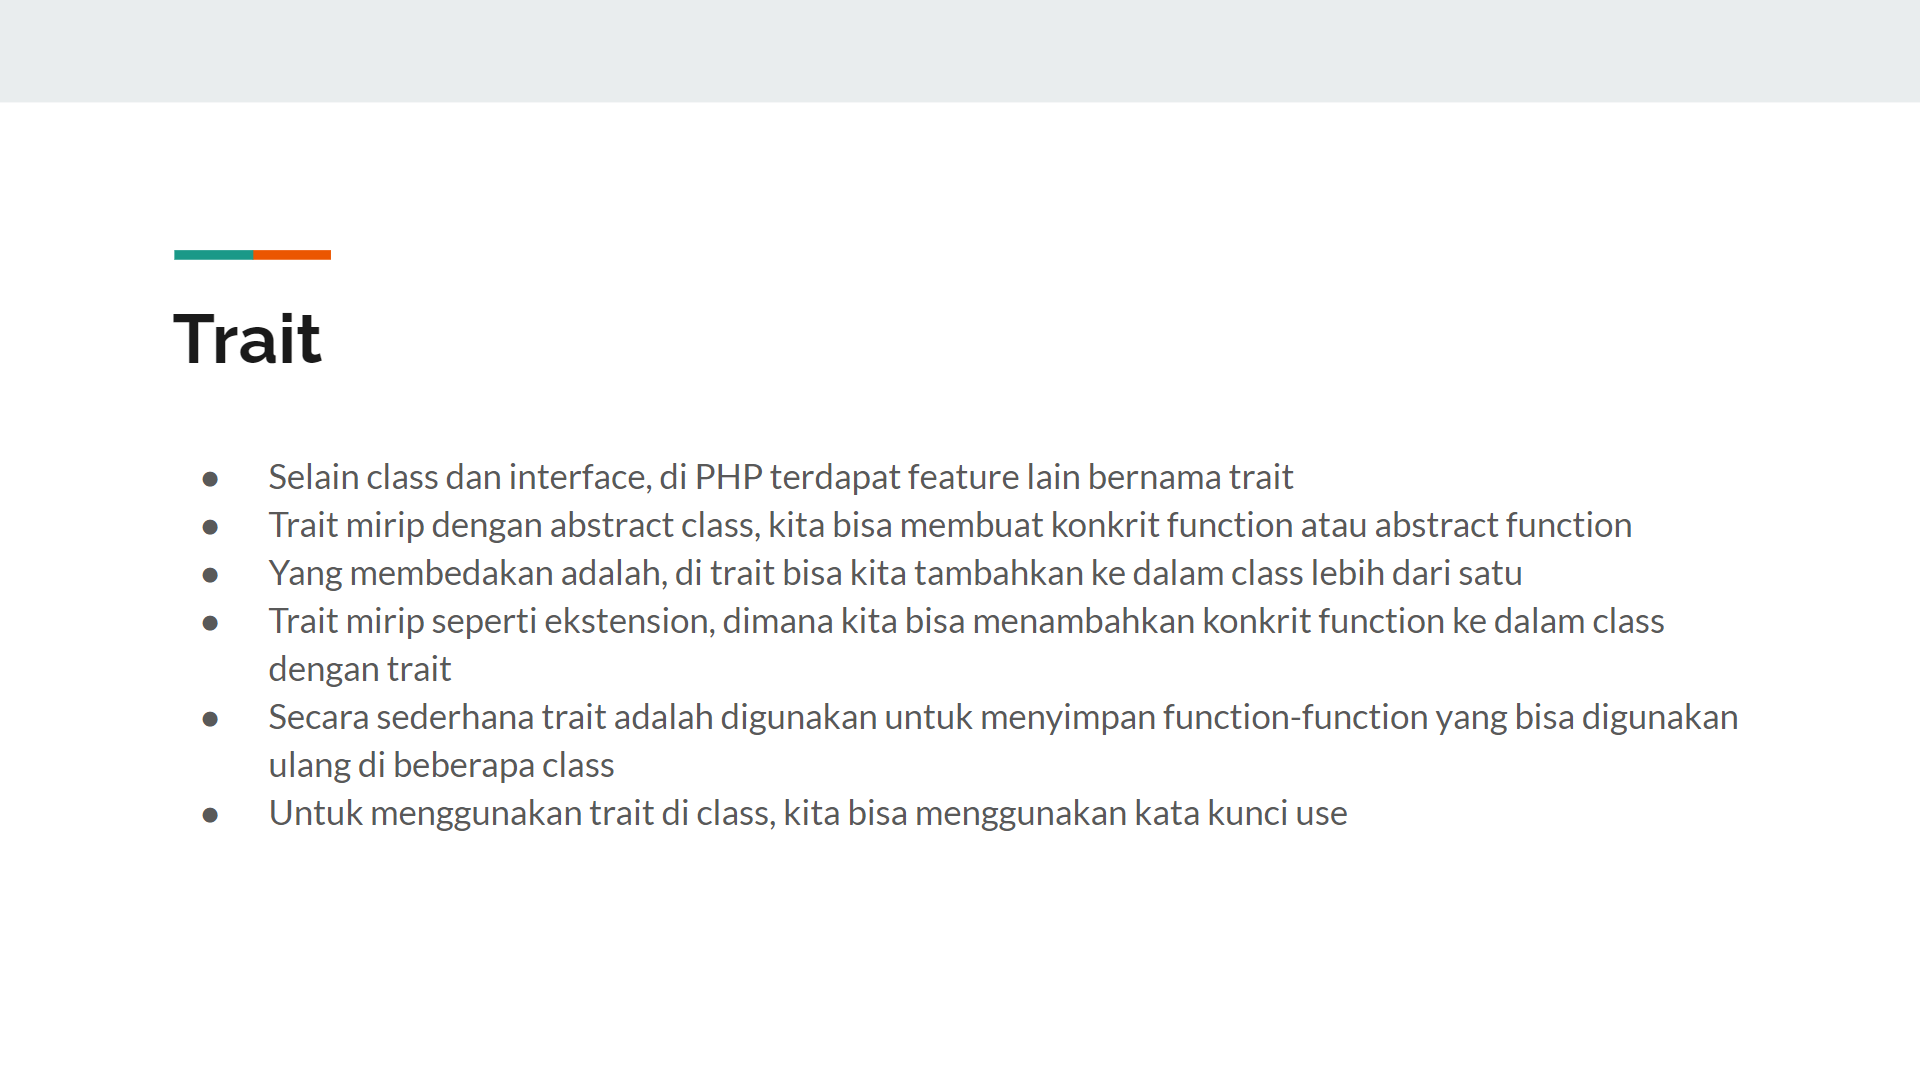 Trait
● Selain class dan interface, di PHP terdapat feature lain bernama trait
● Trait mirip dengan abstract class, kita bisa membuat konkrit function atau abstract function
● Yang membedakan adalah, di trait bisa kita tambahkan ke dalam class lebih dari satu
● Trait mirip seperti ekstension, dimana kita bisa menambahkan konkrit function ke dalam class
dengan trait
● Secara sederhana trait adalah digunakan untuk menyimpan function-function yang bisa digunakan
ulang di beberapa class
● Untuk menggunakan trait di class, kita bisa menggunakan kata kunci use